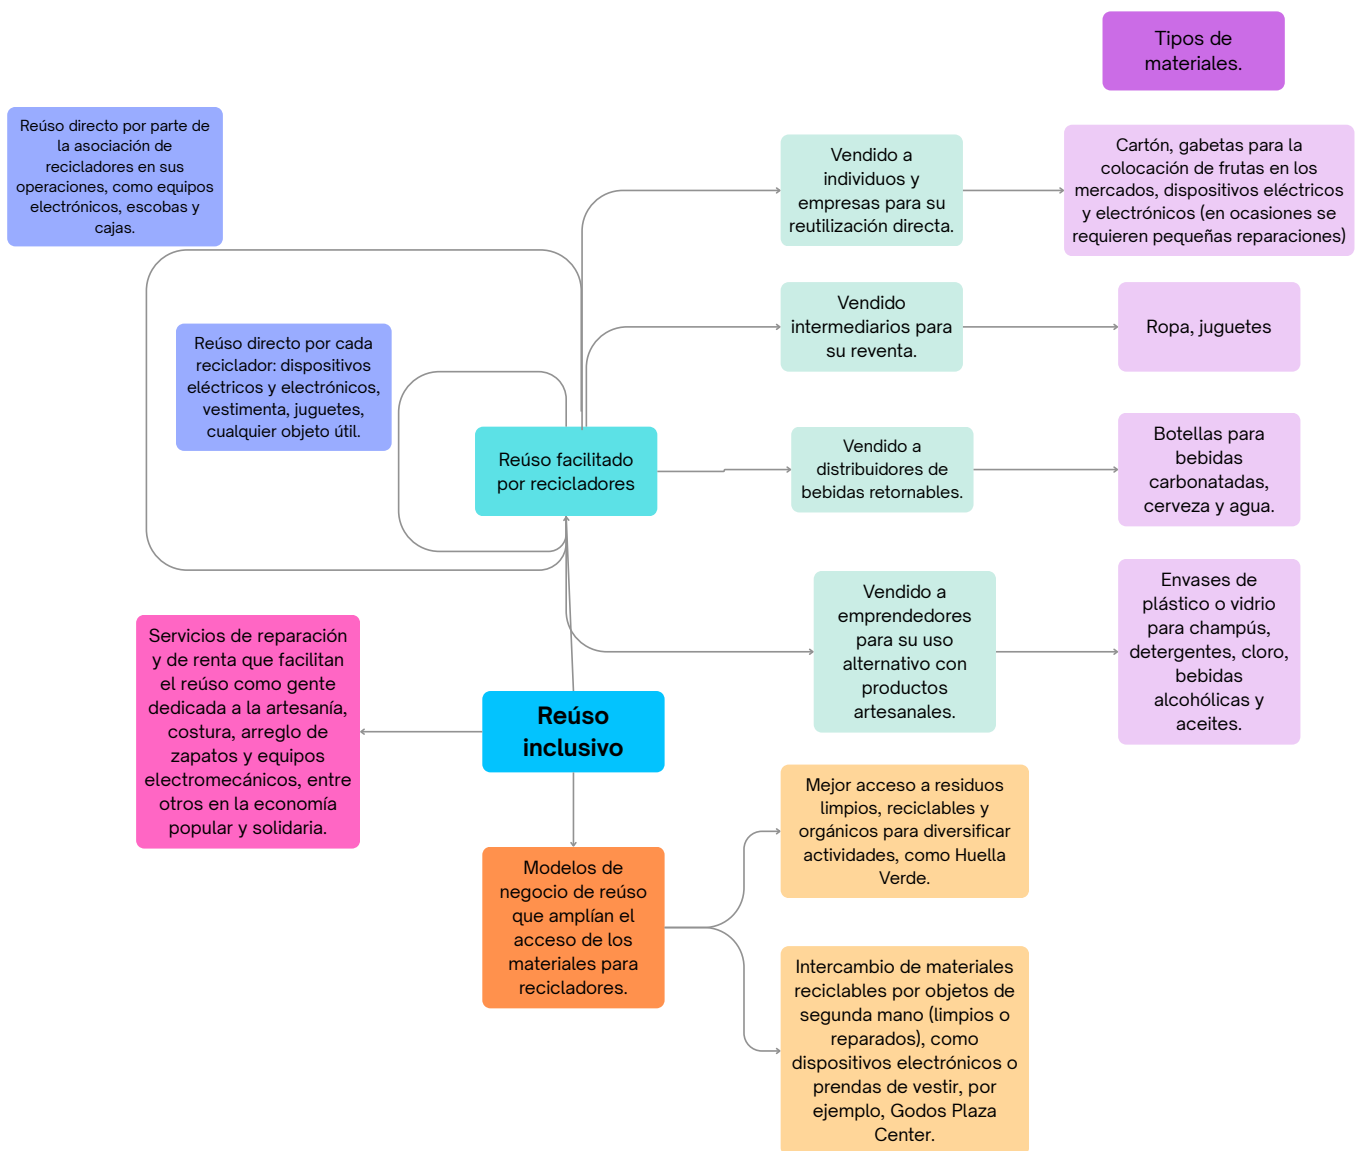 Tipos de
materiales.
Reúso directo por parte de
la asociación de
recicladores en sus
operaciones, como equipos
electrónicos, escobas y
cajas.
Vendido a
individuos y
empresas para su
reutilización directa.
Cartón, gabetas para la
colocación de frutas en los
mercados, dispositivos eléctricos
y electrónicos (en ocasiones se
requieren pequeñas reparaciones)
Reúso directo por cada
reciclador: dispositivos
eléctricos y electrónicos,
vestimenta, juguetes,
cualquier objeto útil.
Vendido
intermediarios para
su reventa.
Ropa, juguetes
Reúso facilitado
por recicladores
Vendido a
distribuidores de
bebidas retornables.
Botellas para
bebidas
carbonatadas,
cerveza y agua.
Vendido a
emprendedores
para su uso
alternativo con
productos
artesanales.
Envases de
plástico o vidrio
para champús,
detergentes, cloro,
bebidas
alcohólicas y
aceites.
Servicios de reparación
y de renta que facilitan
el reúso como gente
dedicada a la artesanía,
costura, arreglo de
zapatos y equipos
electromecánicos, entre
otros en la economía
popular y solidaria.
Reúso
inclusivo
Modelos de
negocio de reúso
que amplían el
acceso de los
materiales para
recicladores.
Mejor acceso a residuos
limpios, reciclables y
orgánicos para diversificar
actividades, como Huella
Verde.
Intercambio de materiales
reciclables por objetos de
segunda mano (limpios o
reparados), como
dispositivos electrónicos o
prendas de vestir, por
ejemplo, Godos Plaza
Center.